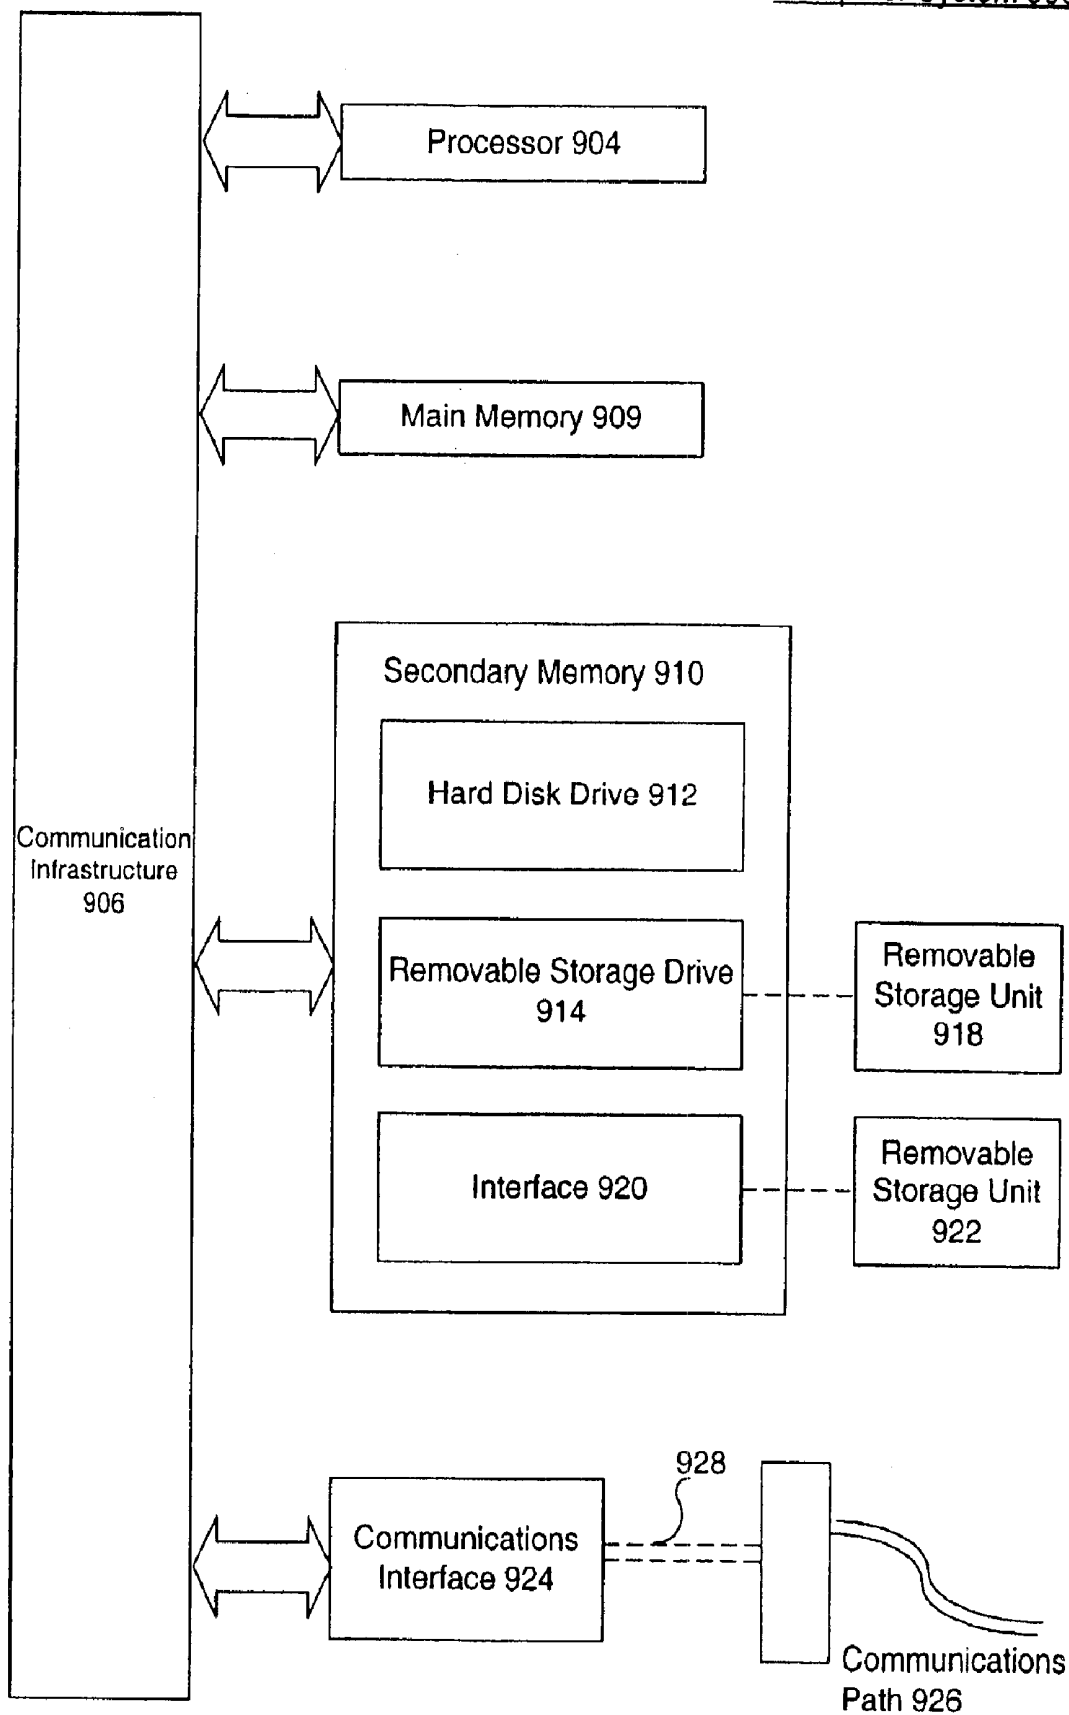 Processor 904
Main Memory 909
Secondary Memory 910
Hard Disk Drive 912
Communication
Infrastructure
906
Removable Storage Drive
914
Removable
Storage Unit
918
Interface 920
Removable
Storage Unit
922
928
Communications
Interface 924
Communications
Path 926